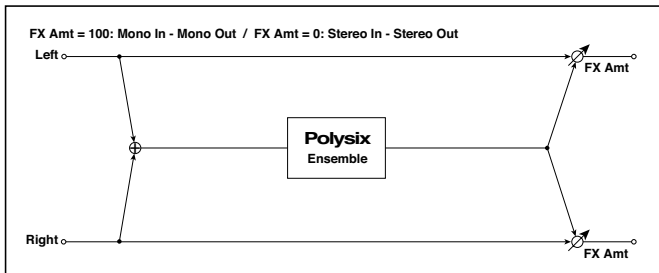 FX Amt = 100: Mono In - Mono Out / FX Amt = 0: Stereo In - Stereo Out
Left
FX Amt
Polysix
Ensemble
Right
FX Amt